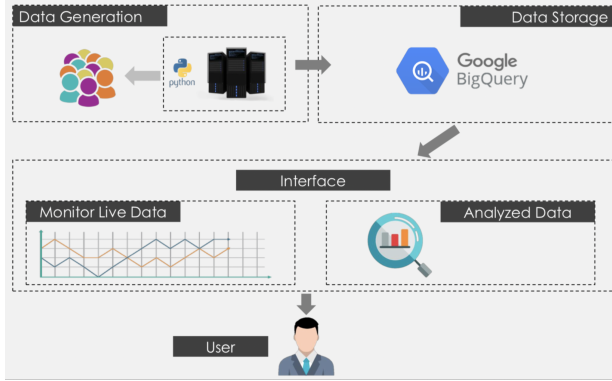 Data Generation
python
Data Storage
Google
BigQuery
Interface
Monitor Live Data
Analyzed Data
User